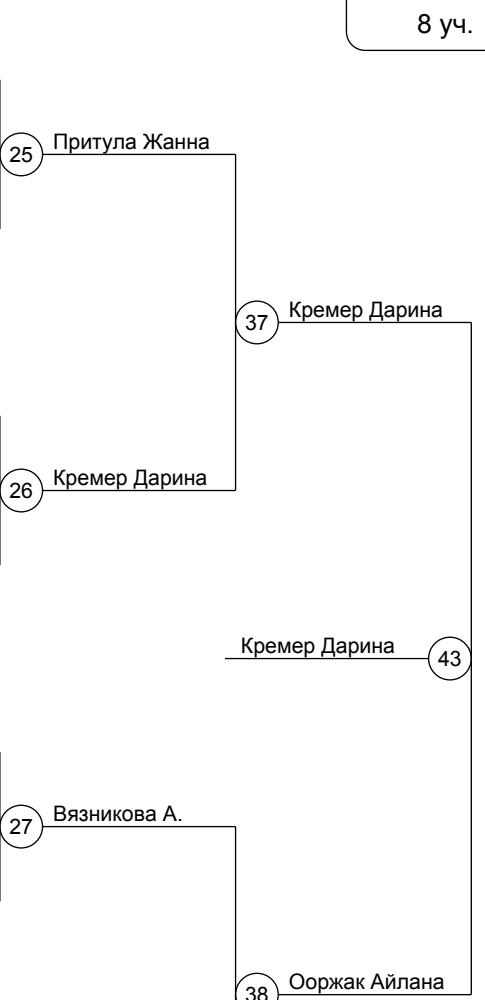 8 уч.
25 Притула Жанна
37 Кремер Дарина
26 Кремер Дарина
Кремер Дарина 43
27 Вязникова А.
38 Ооржак Айлана